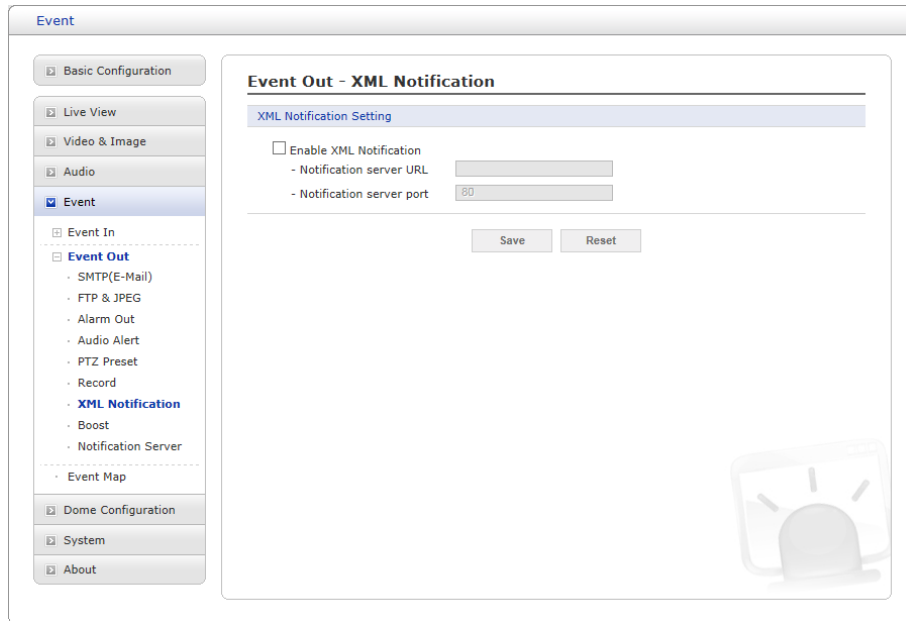 Event
Basic Configuration
Live View
Video & Image
Audio
Event
Event In
Event Out
SMTP(E-Mail)
FTP & JPEG
Alarm Out
Audio Alert
PTZ Preset
Record
XML Notification
Boost
Notification Server
Event Map
Dome Configuration
System
About
Event Out - XML Notification
XML Notification Setting
Enable XML Notification
- Notification server URL
- Notification server port 80
Save Reset